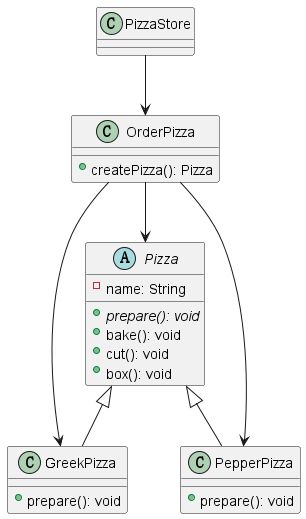 C PizzaStore
C OrderPizza
createPizza(): Pizza
A Pizza
name: String
prepare(): void
bake(): void
cut(): void
box(): void
C GreekPizza
prepare(): void
C PepperPizza
prepare(): void